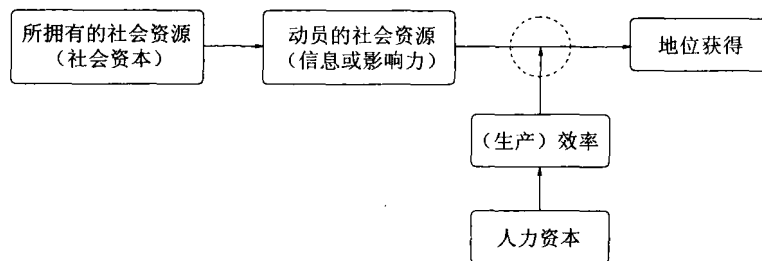 所拥有的社会资源
（社会资本）
动员的社会资源
（信息或影响力）
地位获得
（生产）效率
人力资本